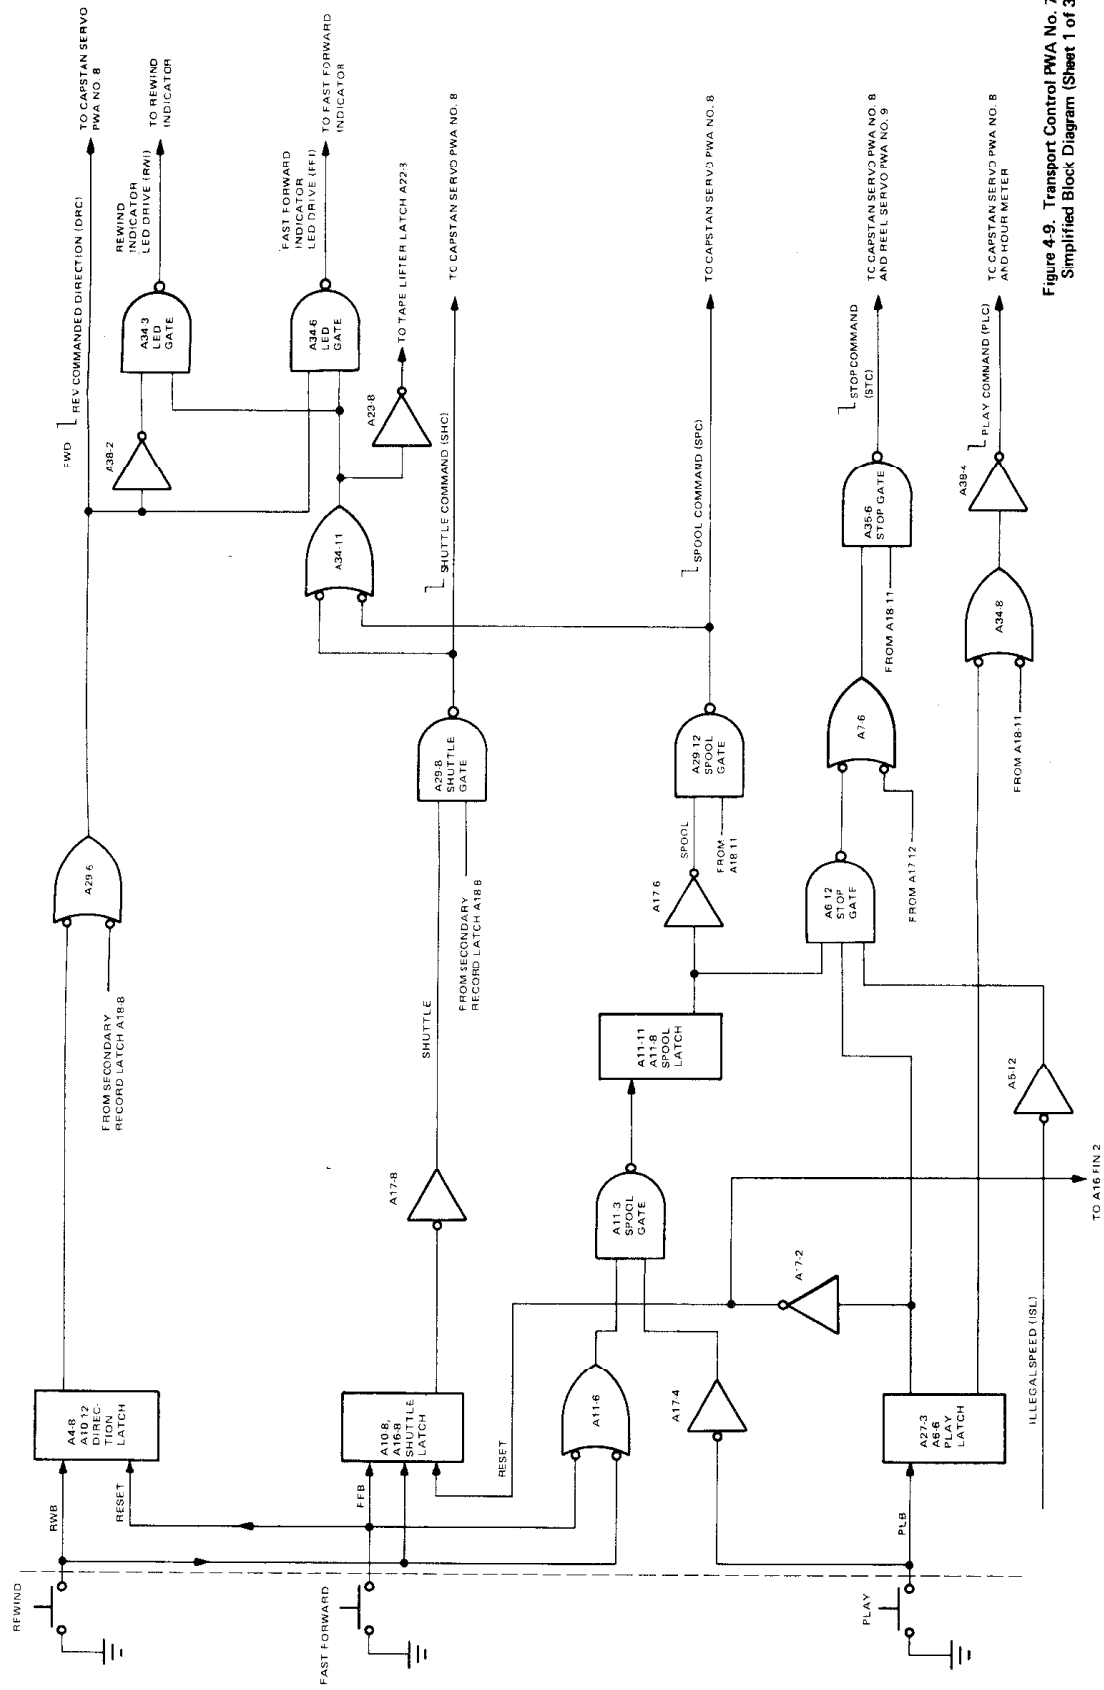 REWIND
FAST FORWARD
PLAY
RWB
RESET
FFB
RESET
PLB
ILLEGAL SPEED (ISL)
A4-8
A10-12
DIREC-
TION
LATCH
A10-8,
A16-8
SHUTTLE
LATCH
A11-6
A17-4
A27-3
A6-6
PLAY
LATCH
A17-2
TO A16 PIN 2
A17-8
A11-3
SPOOL
GATE
A11-11
A11-8
SPOOL
LATCH
A5-12
FROM SECONDARY
RECORD LATCH A18-8
SHUTTLE
FROM SECONDARY
RECORD LATCH A18-8
A29-6
A29-8
SHUTTLE
GATE
A17-6
SPOOL
FROM
A18-11
A29-12
SPOOL
GATE
A6-12
STOP
GATE
FROM A17-12
A7-6
FROM A18-11
A35-6
STOP GATE
FROM A18-11
A34-8
A38-4
A34-11
FWD
REV COMMANDED DIRECTION (DRC)
A38-2
A34-3
LED
GATE
A34-6
LED
GATE
A23-8
REWIND
INDICATOR
LED DRIVE (RWI)
FAST FORWARD
INDICATOR
LED DRIVE (FFI)
SHUTTLE COMMAND (SHC)
SPOOL COMMAND (SPC)
STOP COMMAND
(STC)
PLAY COMMAND (PLC)
TO CAPSTAN SERVO
PWA NO. 8
TO REWIND
INDICATOR
TO FAST FORWARD
INDICATOR
TO TAPE LIFTER LATCH A22-3
TO CAPSTAN SERVO PWA NO. 8
TO CAPSTAN SERVO PWA NO. 8
TO CAPSTAN SERVO PWA NO. 8
AND REEL SERVO PWA NO. 9
TO CAPSTAN SERVO PWA NO. 8
AND HOUR METER
Figure 4-9. Transport Control PWA No. 7
Simplified Block Diagram (Sheet 1 of 3